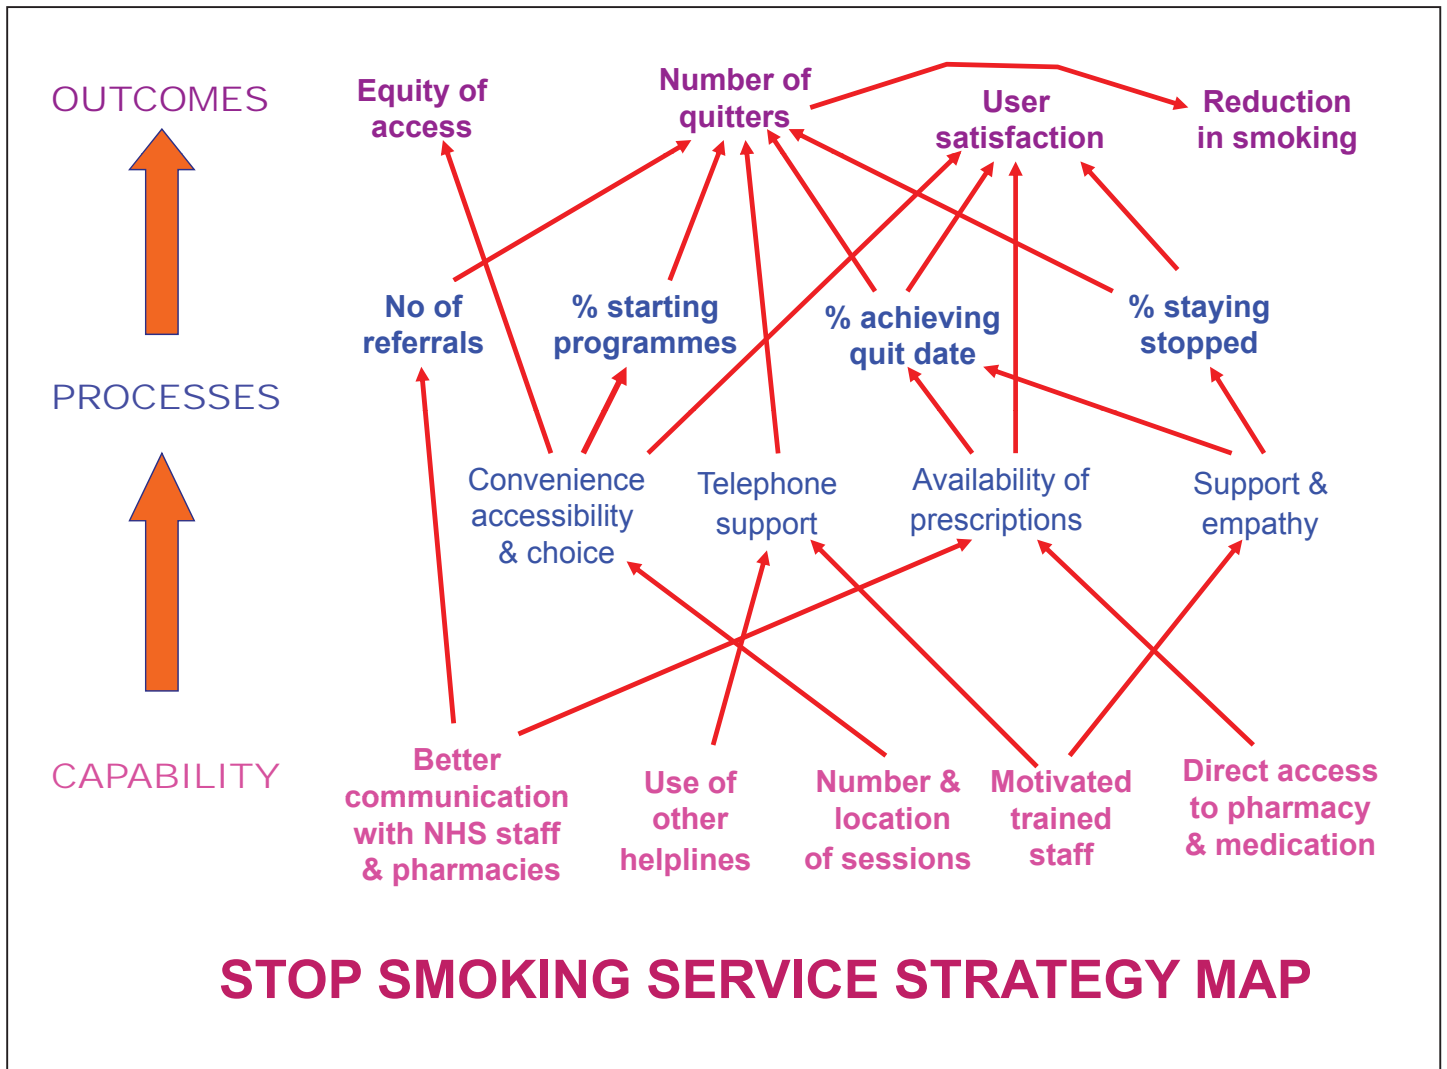 OUTCOMES
Equity of
access
Number of
quitters
User
satisfaction
Reduction
in smoking
No of
referrals
% starting
programmes
% achieving
quit date
% staying
stopped
PROCESSES
Convenience
accessibility
& choice
Telephone
support
Availability of
prescriptions
Support &
empathy
CAPABILITY
Better
communication
with NHS staff
& pharmacies
Use of
other
helplines
Number &
location
of sessions
Motivated
trained
staff
Direct access
to pharmacy
& medication
STOP SMOKING SERVICE STRATEGY MAP